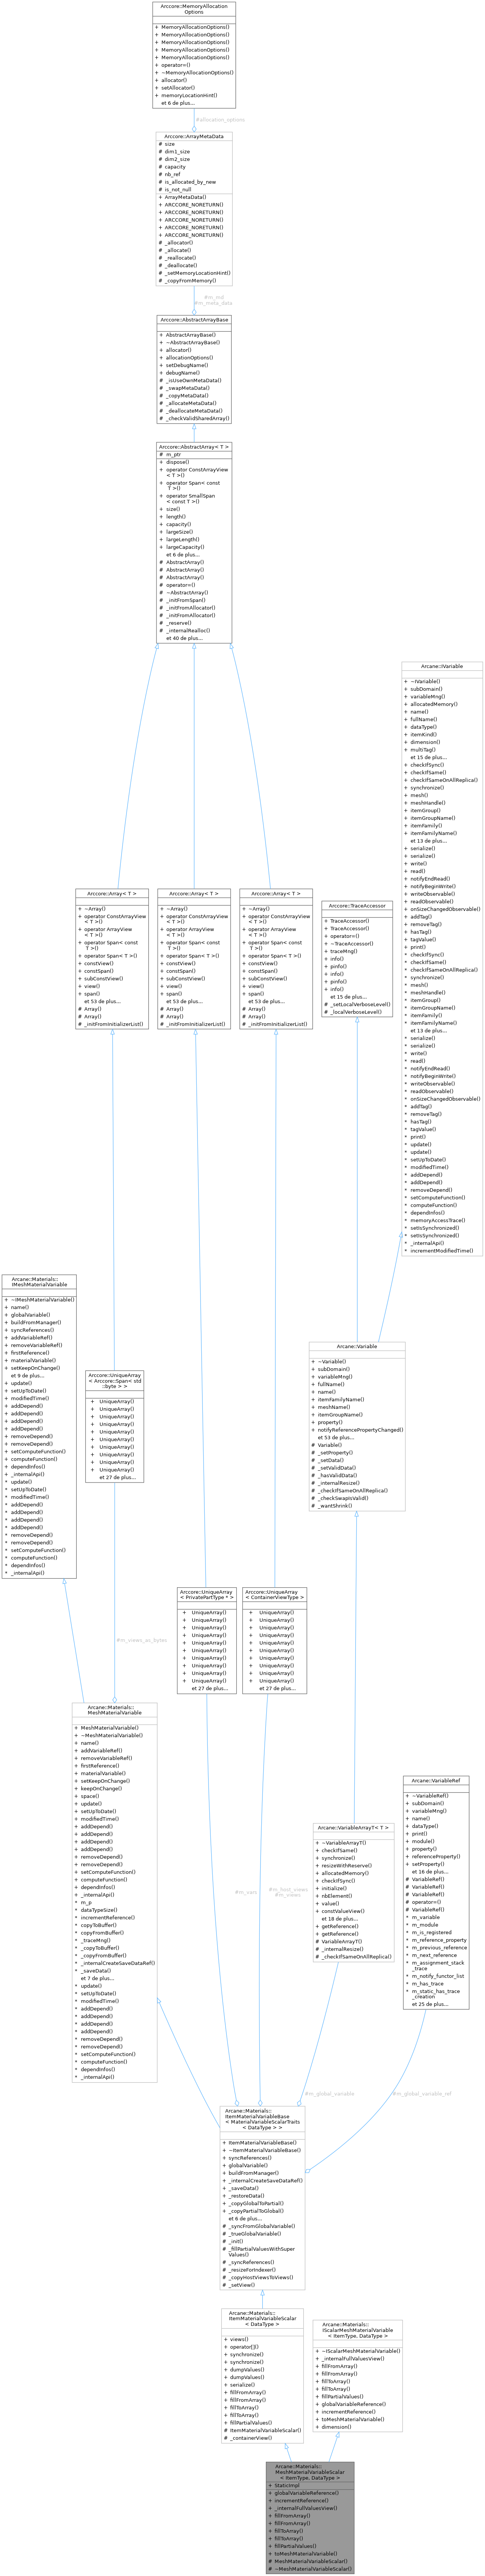 Arccore::MemoryAllocation
Options
+ MemoryAllocationOptions()
+ MemoryAllocationOptions()
+ MemoryAllocationOptions()
+ MemoryAllocationOptions()
+ MemoryAllocationOptions()
+ operator=()
+ ~MemoryAllocationOptions()
+ allocator()
+ setAllocator()
+ memoryLocationHint()
et 6 de plus...
#allocation_options
Arccore::ArrayMetaData
# size
# dim1_size
# dim2_size
# capacity
# nb_ref
# is_allocated_by_new
# is_not_null
+ ArrayMetaData()
+ ARCCORE_NORETURN()
+ ARCCORE_NORETURN()
+ ARCCORE_NORETURN()
+ ARCCORE_NORETURN()
+ ARCCORE_NORETURN()
# _allocator()
# _allocate()
# _reallocate()
# _deallocate()
# _setMemoryLocationHint()
# _copyFromMemory()
#m_md
#m_meta_data
Arccore::AbstractArrayBase
+ AbstractArrayBase()
+ ~AbstractArrayBase()
+ allocator()
+ allocationOptions()
+ setDebugName()
+ debugName()
# _isUseOwnMetaData()
# _swapMetaData()
# _copyMetaData()
# _allocateMetaData()
# _deallocateMetaData()
# _checkValidSharedArray()
Arccore::AbstractArray< T >
# m_ptr
+ dispose()
+ operator ConstArrayView
< T >()
+ operator Span< const
T >()
+ operator SmallSpan
< const T >()
+ size()
+ length()
+ capacity()
+ largeSize()
+ largeLength()
+ largeCapacity()
et 6 de plus...
# AbstractArray()
# AbstractArray()
# AbstractArray()
# operator=()
# ~AbstractArray()
# _initFromSpan()
# _initFromAllocator()
# _initFromAllocator()
# _reserve()
# _internalRealloc()
et 40 de plus...
Arcane::IVariable
+ ~IVariable()
+ subDomain()
+ variableMng()
+ allocatedMemory()
+ name()
+ fullName()
+ dataType()
+ itemKind()
+ dimension()
+ multiTag()
et 15 de plus...
+ checkIfSync()
+ checkIfSame()
+ checkIfSameOnAllReplica()
+ synchronize()
+ mesh()
+ meshHandle()
+ itemGroup()
+ itemGroupName()
+ itemFamily()
+ itemFamilyName()
et 13 de plus...
+ serialize()
+ serialize()
+ write()
+ read()
+ notifyEndRead()
+ notifyBeginWrite()
+ writeObservable()
+ readObservable()
+ onSizeChangedObservable()
+ addTag()
+ removeTag()
+ hasTag()
+ tagValue()
+ print()
* checkIfSync()
* checkIfSame()
* checkIfSameOnAllReplica()
* synchronize()
* mesh()
* meshHandle()
* itemGroup()
* itemGroupName()
* itemFamily()
* itemFamilyName()
et 13 de plus...
* serialize()
* serialize()
* write()
* read()
* notifyEndRead()
* notifyBeginWrite()
* writeObservable()
* readObservable()
* onSizeChangedObservable()
* addTag()
* removeTag()
* hasTag()
* tagValue()
* print()
* update()
* update()
* setUpToDate()
* modifiedTime()
* addDepend()
* addDepend()
* removeDepend()
* setComputeFunction()
* computeFunction()
* dependInfos()
* memoryAccessTrace()
* setIsSynchronized()
* setIsSynchronized()
* _internalApi()
* incrementModifiedTime()
Arccore::Array< T >
+ ~Array()
+ operator ConstArrayView
< T >()
+ operator ArrayView
< T >()
+ operator Span< const
T >()
+ operator Span< T >()
+ constView()
+ constSpan()
+ subConstView()
+ view()
+ span()
et 53 de plus...
# Array()
# Array()
# _initFromInitializerList()
Arccore::Array< T >
+ ~Array()
+ operator ConstArrayView
< T >()
+ operator ArrayView
< T >()
+ operator Span< const
T >()
+ operator Span< T >()
+ constView()
+ constSpan()
+ subConstView()
+ view()
+ span()
et 53 de plus...
# Array()
# Array()
# _initFromInitializerList()
Arccore::Array< T >
+ ~Array()
+ operator ConstArrayView
< T >()
+ operator ArrayView
< T >()
+ operator Span< const
T >()
+ operator Span< T >()
+ constView()
+ constSpan()
+ subConstView()
+ view()
+ span()
et 53 de plus...
# Array()
# Array()
# _initFromInitializerList()
Arccore::TraceAccessor
+ TraceAccessor()
+ TraceAccessor()
+ operator=()
+ ~TraceAccessor()
+ traceMng()
+ info()
+ pinfo()
+ info()
+ pinfo()
+ info()
et 15 de plus...
# _setLocalVerboseLevel()
# _localVerboseLevel()
Arcane::Materials::
IMeshMaterialVariable
+ ~IMeshMaterialVariable()
+ name()
+ globalVariable()
+ buildFromManager()
+ syncReferences()
+ addVariableRef()
+ removeVariableRef()
+ firstReference()
+ materialVariable()
+ setKeepOnChange()
et 9 de plus...
+ update()
+ setUpToDate()
+ modifiedTime()
+ addDepend()
+ addDepend()
+ addDepend()
+ addDepend()
+ removeDepend()
+ removeDepend()
+ setComputeFunction()
+ computeFunction()
+ dependInfos()
+ _internalApi()
* update()
* setUpToDate()
* modifiedTime()
* addDepend()
* addDepend()
* addDepend()
* addDepend()
* removeDepend()
* removeDepend()
* setComputeFunction()
* computeFunction()
* dependInfos()
* _internalApi()
Arccore::UniqueArray
< Arccore::Span< std
::byte > >
+ UniqueArray()
+ UniqueArray()
+ UniqueArray()
+ UniqueArray()
+ UniqueArray()
+ UniqueArray()
+ UniqueArray()
+ UniqueArray()
+ UniqueArray()
+ UniqueArray()
et 27 de plus...
Arcane::Variable
+ ~Variable()
+ subDomain()
+ variableMng()
+ fullName()
+ name()
+ itemFamilyName()
+ meshName()
+ itemGroupName()
+ property()
+ notifyReferencePropertyChanged()
et 53 de plus...
# Variable()
# _setProperty()
# _setData()
# _setValidData()
# _hasValidData()
# _internalResize()
# _checkIfSameOnAllReplica()
# _checkSwapIsValid()
# _wantShrink()
Arccore::UniqueArray
< PrivatePartType * >
+ UniqueArray()
+ UniqueArray()
+ UniqueArray()
+ UniqueArray()
+ UniqueArray()
+ UniqueArray()
+ UniqueArray()
+ UniqueArray()
+ UniqueArray()
+ UniqueArray()
et 27 de plus...
Arccore::UniqueArray
< ContainerViewType >
+ UniqueArray()
+ UniqueArray()
+ UniqueArray()
+ UniqueArray()
+ UniqueArray()
+ UniqueArray()
+ UniqueArray()
+ UniqueArray()
+ UniqueArray()
+ UniqueArray()
et 27 de plus...
#m_views_as_bytes
Arcane::Materials::
MeshMaterialVariable
+ MeshMaterialVariable()
+ ~MeshMaterialVariable()
+ name()
+ addVariableRef()
+ removeVariableRef()
+ firstReference()
+ materialVariable()
+ setKeepOnChange()
+ keepOnChange()
+ space()
+ update()
+ setUpToDate()
+ modifiedTime()
+ addDepend()
+ addDepend()
+ addDepend()
+ addDepend()
+ removeDepend()
+ removeDepend()
+ setComputeFunction()
+ computeFunction()
+ dependInfos()
+ _internalApi()
* m_p
* dataTypeSize()
* incrementReference()
* copyToBuffer()
* copyFromBuffer()
* _traceMng()
* _copyToBuffer()
* _copyFromBuffer()
* _internalCreateSaveDataRef()
* _saveData()
et 7 de plus...
* update()
* setUpToDate()
* modifiedTime()
* addDepend()
* addDepend()
* addDepend()
* addDepend()
* removeDepend()
* removeDepend()
* setComputeFunction()
* computeFunction()
* dependInfos()
* _internalApi()
Arcane::VariableArrayT< T >
+ ~VariableArrayT()
+ checkIfSame()
+ synchronize()
+ resizeWithReserve()
+ allocatedMemory()
+ checkIfSync()
+ initialize()
+ nbElement()
+ value()
+ constValueView()
et 18 de plus...
+ getReference()
+ getReference()
# VariableArrayT()
# _internalResize()
# _checkIfSameOnAllReplica()
Arcane::VariableRef
+ ~VariableRef()
+ subDomain()
+ variableMng()
+ name()
+ dataType()
+ print()
+ module()
+ property()
+ referenceProperty()
+ setProperty()
et 16 de plus...
# VariableRef()
# VariableRef()
# VariableRef()
# operator=()
# VariableRef()
* m_variable
* m_module
* m_is_registered
* m_reference_property
* m_previous_reference
* m_next_reference
* m_assignment_stack
_trace
* m_notify_functor_list
* m_has_trace
* m_static_has_trace
_creation
et 25 de plus...
#m_vars
#m_host_views
#m_views
#m_global_variable
#m_global_variable_ref
Arcane::Materials::
ItemMaterialVariableBase
< MaterialVariableScalarTraits
< DataType > >
+ ItemMaterialVariableBase()
+ ~ItemMaterialVariableBase()
+ syncReferences()
+ globalVariable()
+ buildFromManager()
+ _internalCreateSaveDataRef()
+ _saveData()
+ _restoreData()
+ _copyGlobalToPartial()
+ _copyPartialToGlobal()
et 6 de plus...
# _syncFromGlobalVariable()
# _trueGlobalVariable()
# _init()
# _fillPartialValuesWithSuper
Values()
# _syncReferences()
# _resizeForIndexer()
# _copyHostViewsToViews()
# _setView()
Arcane::Materials::
ItemMaterialVariableScalar
< DataType >
+ views()
+ operator[]()
+ synchronize()
+ synchronize()
+ dumpValues()
+ dumpValues()
+ serialize()
+ fillFromArray()
+ fillFromArray()
+ fillToArray()
+ fillToArray()
+ fillPartialValues()
# ItemMaterialVariableScalar()
# _containerView()
Arcane::Materials::
IScalarMeshMaterialVariable
< ItemType, DataType >
+ ~IScalarMeshMaterialVariable()
+ _internalFullValuesView()
+ fillFromArray()
+ fillFromArray()
+ fillToArray()
+ fillToArray()
+ fillPartialValues()
+ globalVariableReference()
+ incrementReference()
+ toMeshMaterialVariable()
+ dimension()
Arcane::Materials::
MeshMaterialVariableScalar
< ItemType, DataType >
+ StaticImpl
+ globalVariableReference()
+ incrementReference()
+ _internalFullValuesView()
+ fillFromArray()
+ fillFromArray()
+ fillToArray()
+ fillToArray()
+ fillPartialValues()
+ toMeshMaterialVariable()
# MeshMaterialVariableScalar()
# ~MeshMaterialVariableScalar()